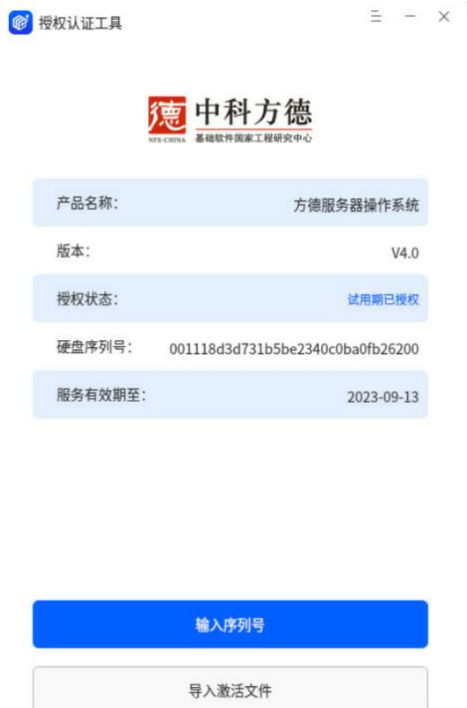 授权认证工具
德 中科方德
NFS-CHINA 基础软件国家工程研究中心
产品名称: 方德服务器操作系统
版本: V4.0
授权状态: 试用期已授权
硬盘序列号: 001118d3d731b5be2340c0ba0fb26200
服务有效期至: 2023-09-13
输入序列号
导入激活文件